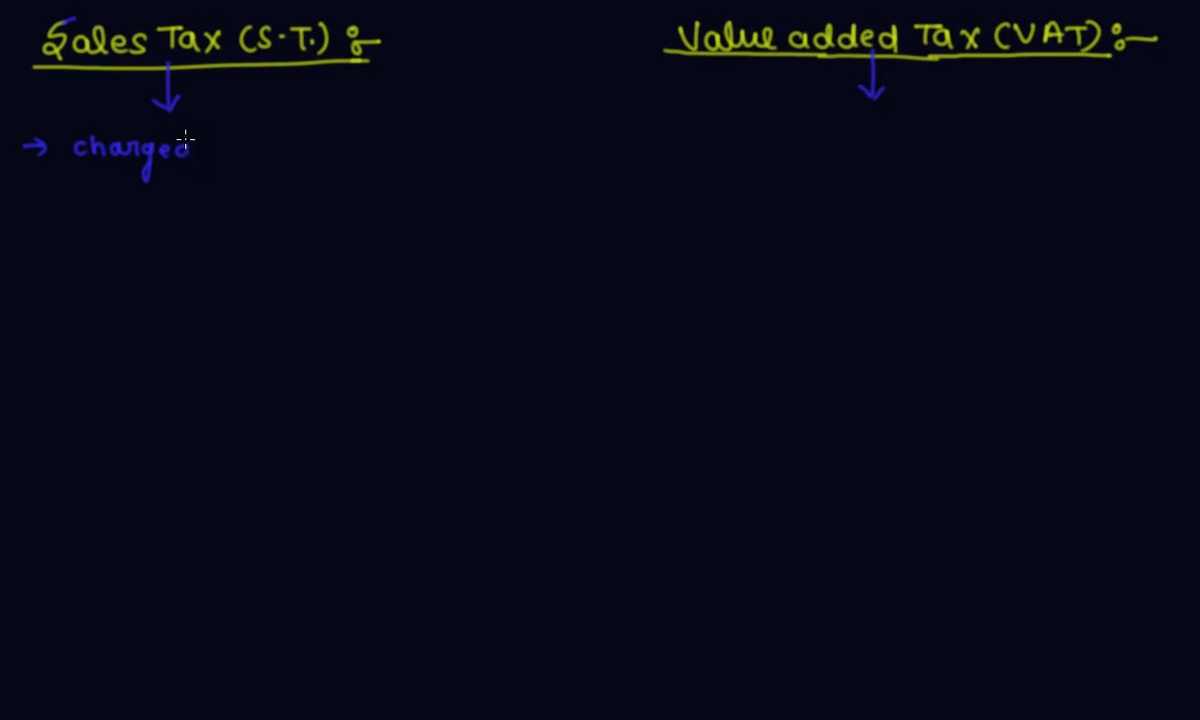 Sales Tax (S.T.) :-
Value added Tax (VAT) :-
→ charged